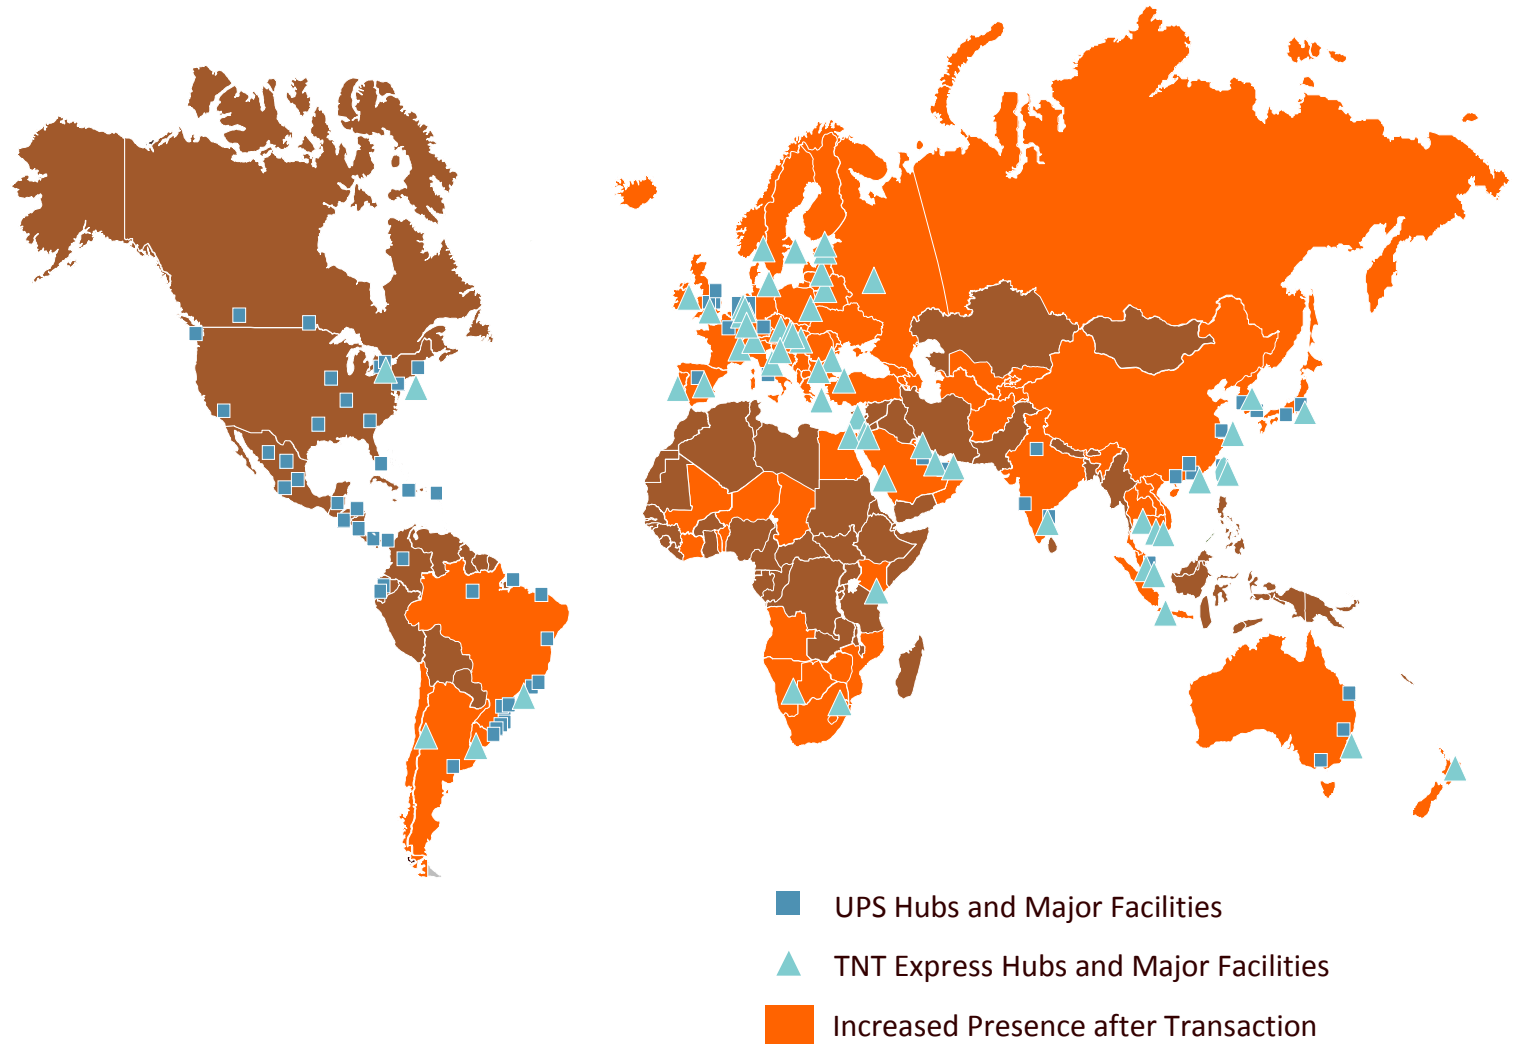 UPS Hubs and Major Facilities
TNT Express Hubs and Major Facilities
Increased Presence after Transaction